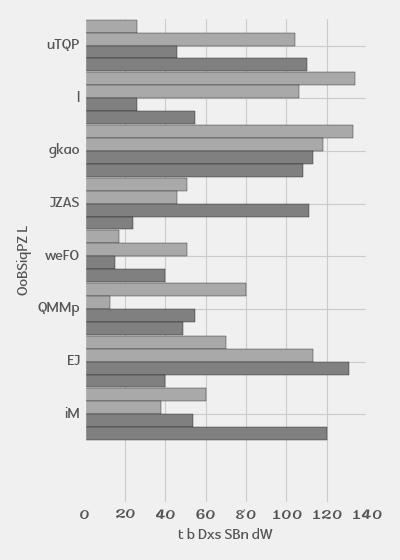 uTQP
l
gkao
JZAS
weFO
QMMp
EJ
iM
OoBSiqPZ L
0 20 40 60 80 100 120 140
t b Dxs SBn dW